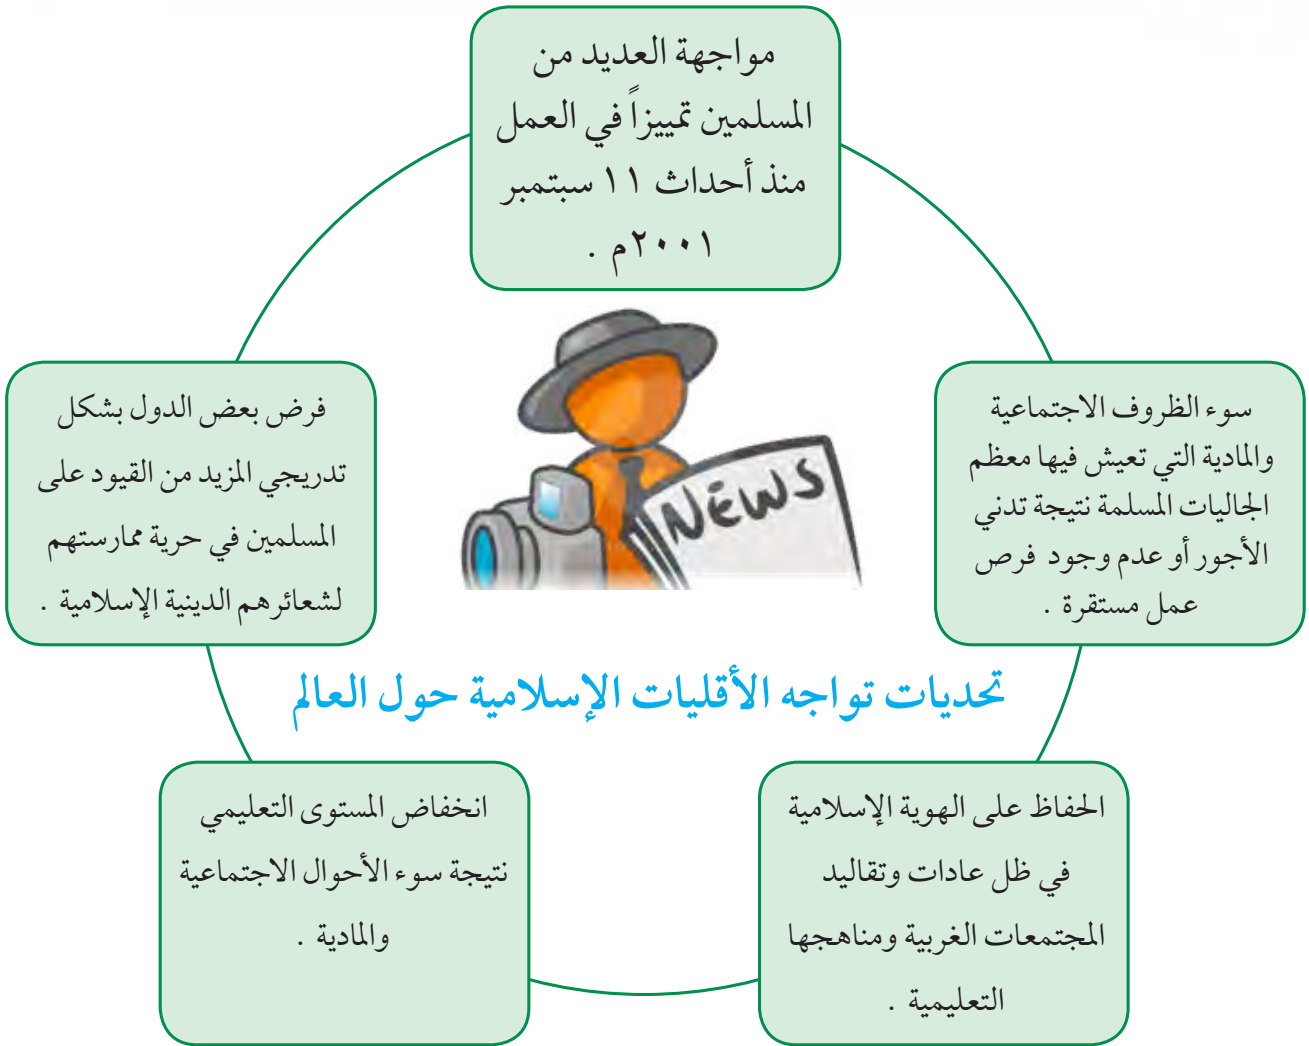 مواجهة العديد من
المسلمين تمييزاً في العمل
منذ أحداث ١١ سبتمبر
٢٠٠١م .
سوء الظروف الاجتماعية
والمادية التي تعيش فيها معظم
الجاليات المسلمة نتيجة تدني
الأجور أو عدم وجود فرص
عمل مستقرة .
فرض بعض الدول بشكل
تدريجي المزيد من القيود على
المسلمين في حرية ممارستهم
لشعائرهم الدينية الإسلامية .
NEWS
تحديات تواجه الأقليات الإسلامية حول العالم
الحفاظ على الهوية الإسلامية
في ظل عادات وتقاليد
المجتمعات الغربية ومناهجها
التعليمية .
انخفاض المستوى التعليمي
نتيجة سوء الأحوال الاجتماعية
والمادية .